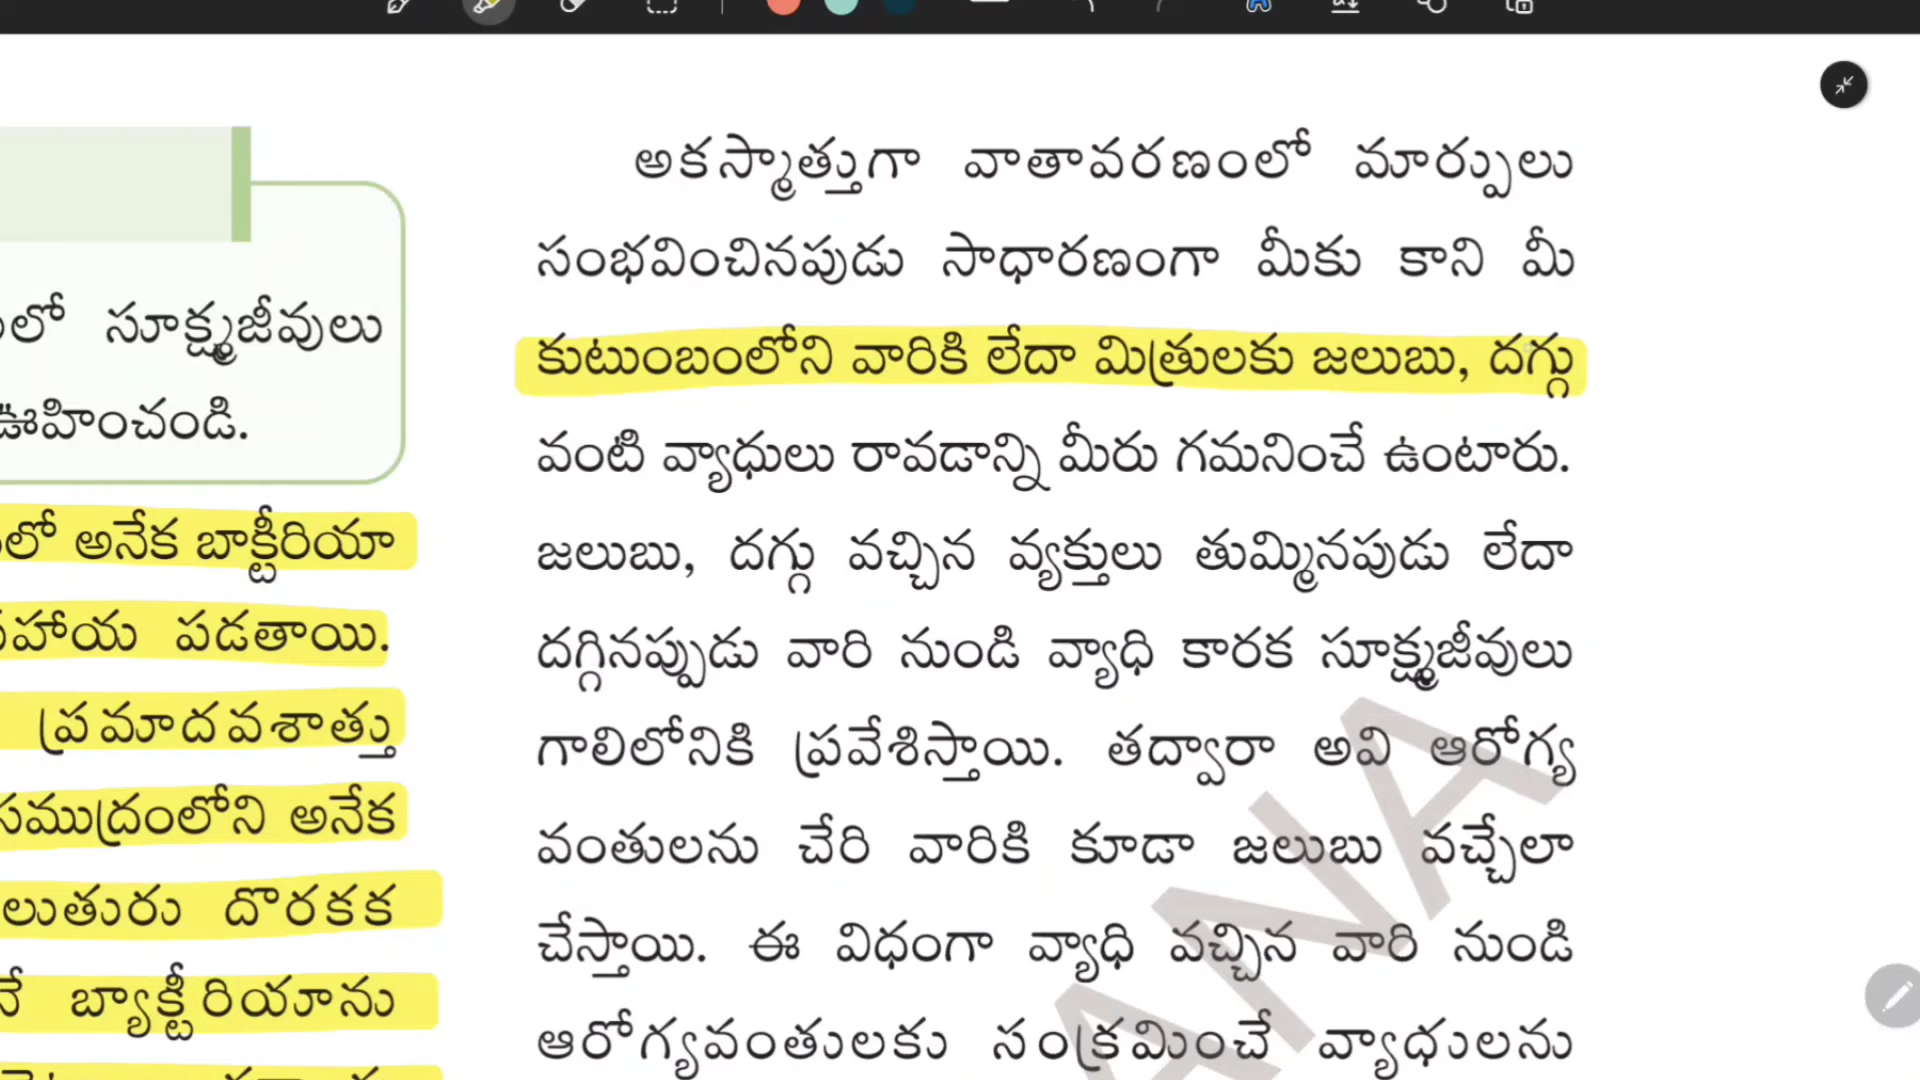 సూక్ష్మజీవులు
ఊహించండి.
అనేక బాక్టీరియా
పడతాయి.
ప్రమాదవశాత్తు
సముద్రంలోని అనేక
దొరకక
బ్యాక్టీరియాను
అకస్మాత్తుగా వాతావరణంలో మార్పులు
సంభవించినపుడు సాధారణంగా మీకు కాని మీ
కుటుంబంలోని వారికి లేదా మిత్రులకు జలుబు, దగ్గు
వంటి వ్యాధులు రావడాన్ని మీరు గమనించే ఉంటారు.
జలుబు, దగ్గు వచ్చిన వ్యక్తులు తుమ్మినపుడు లేదా
దగ్గినప్పుడు వారి నుండి వ్యాధి కారక సూక్ష్మజీవులు
గాలిలోనికి ప్రవేశిస్తాయి. తద్వారా అవి ఆరోగ్య
వంతులను చేరి వారికి కూడా జలుబు వచ్చేలా
చేస్తాయి. ఈ విధంగా వ్యాధి వచ్చిన వారి నుండి
ఆరోగ్యవంతులకు సంక్రమించే వ్యాధులను
ANA